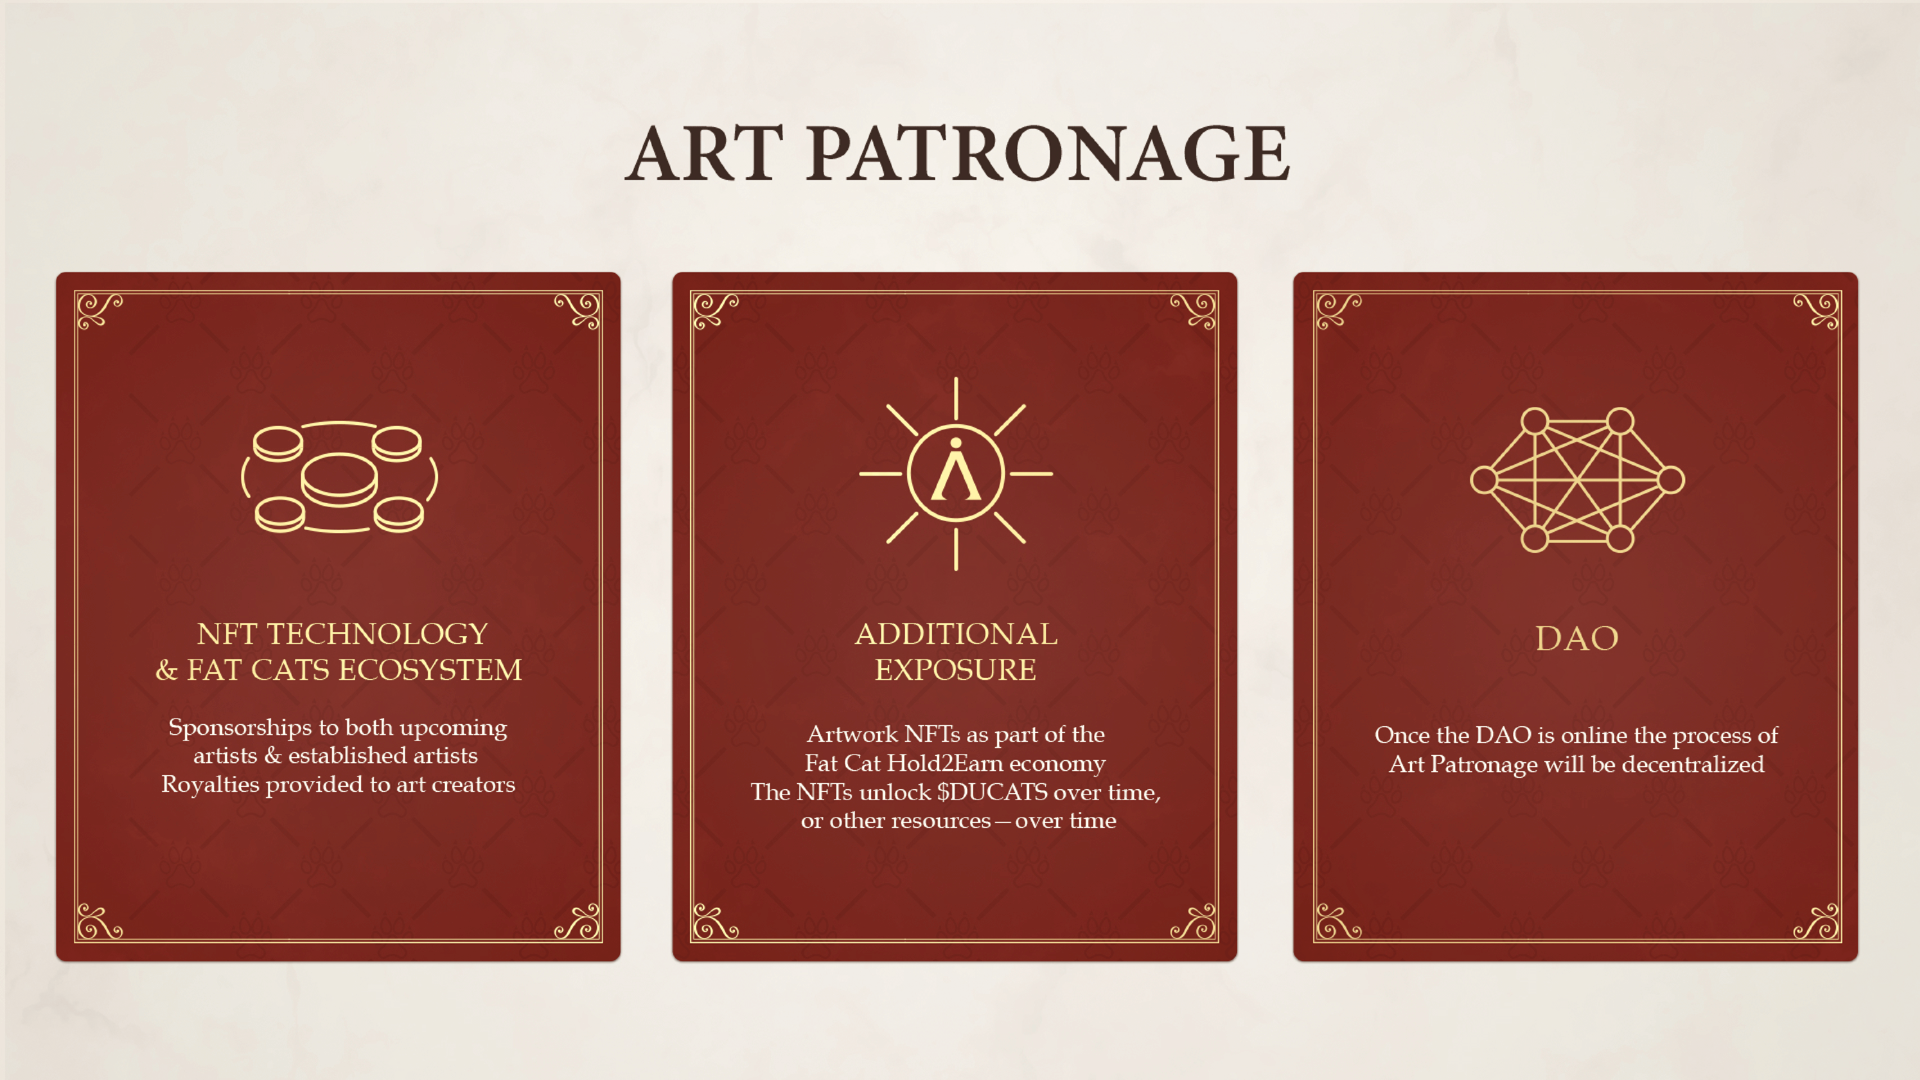 ART PATRONAGE
NFT TECHNOLOGY
& FAT CATS ECOSYSTEM
Sponsorships to both upcoming
artists & established artists
Royalties provided to art creators
ADDITIONAL
EXPOSURE
Artwork NFTs as part of the
Fat Cat Hold2Earn economy
The NFTs unlock $DUCATS over time,
or other resources—over time
DAO
Once the DAO is online the process of
Art Patronage will be decentralized